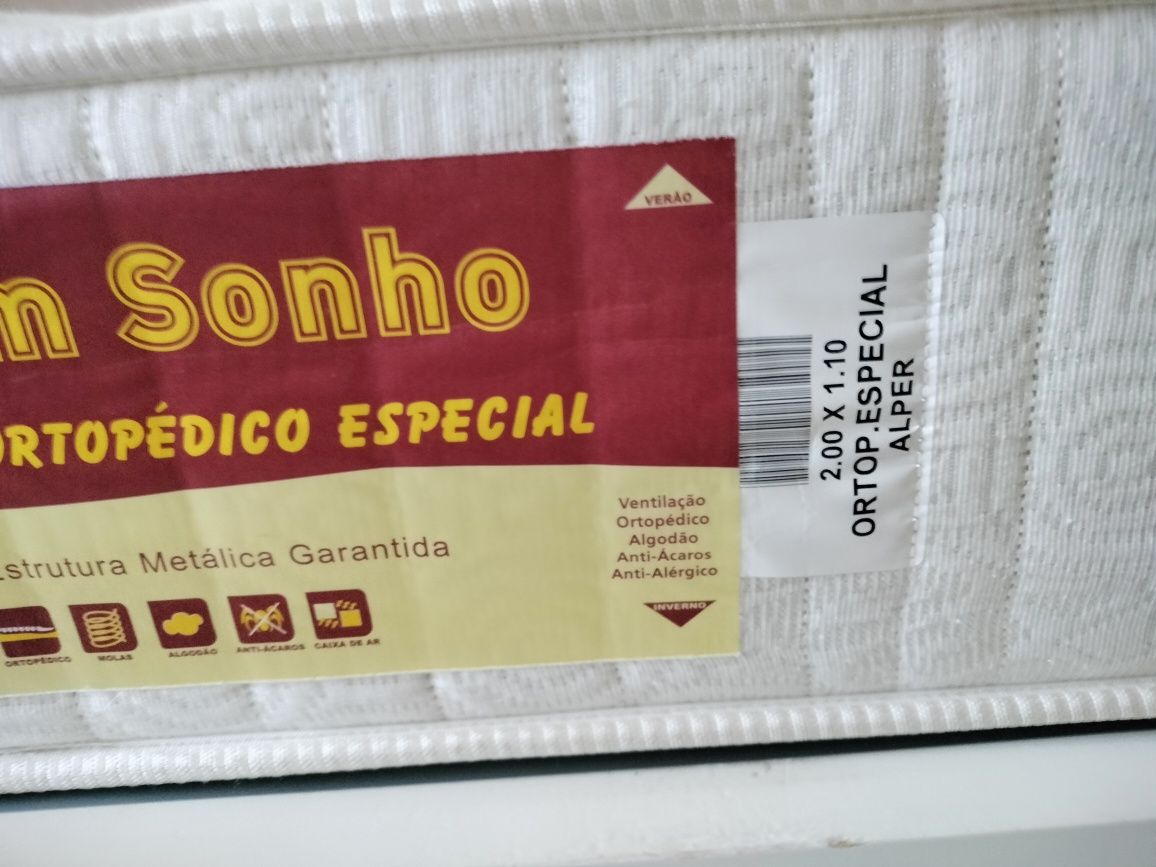 VERÃO
m Sonho
ORTOPÉDICO ESPECIAL
Estrutura Metálica Garantida
Ventilação
Ortopédico
Algodão
Anti-Ácaros
Anti-Alérgico
INVERNO
ORTOPÉDICO MOLAS ALGODÃO ANTI-ÁCAROS CAIXA DE AR
2.00 X 1.10
ORTOP.ESPECIAL
ALPER